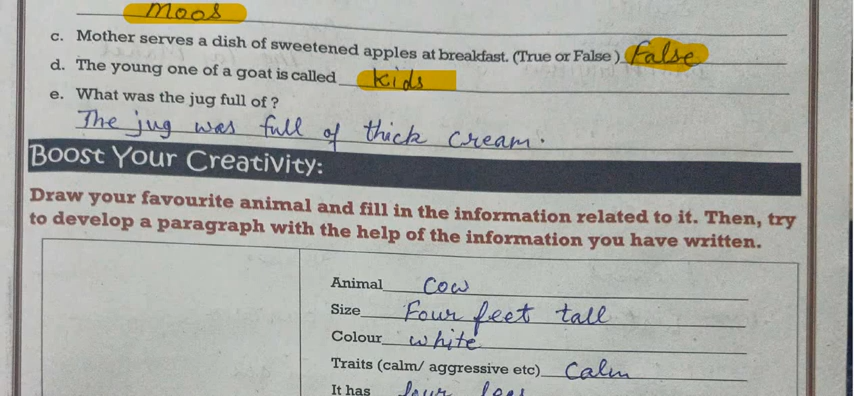 moos
c. Mother serves a dish of sweetened apples at breakfast. (True or False) False
d. The young one of a goat is called kids
e. What was the jug full of ?
The jug was full of thick cream.
Boost Your Creativity:
Draw your favourite animal and fill in the information related to it. Then, try
to develop a paragraph with the help of the information you have written.
Animal Cow
Size Four feet tall
Colour white
Traits (calm/ aggressive etc) Calm
It has four legs